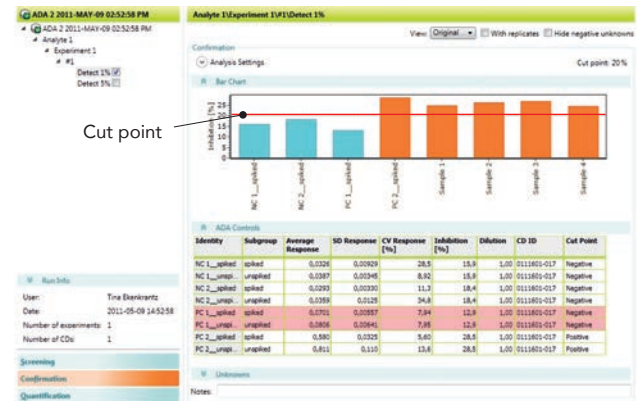 ADA 2 2011-MAY-09 02:52:58 PM
ADA 2 2011-MAY-09 02:52:58 PM
Analyte 1
Experiment 1
#1
Detect 1%
Detect 5%
Cut point
Run Info
User: Tina Ekenkrantz
Date: 2011-05-09 14:52:58
Number of experiments: 1
Number of CDs: 1
Screening
Confirmation
Quantification
Analyte 1\Experiment 1\#1\Detect 1%
View: Original With replicates Hide negative unknowns
Confirmation
Analysis Settings Cut point: 20%
Bar Chart
Inhibition [%]
25
20
15
10
5
0
NC 1__spiked
NC 2__spiked
PC 1__spiked
PC 2__spiked
Sample 1
Sample 2
Sample 3
Sample 4
ADA Controls
Identity Subgroup Average Response SD Response CV Response [%] Inhibition [%] Dilution CD ID Cut Point
NC 1__spiked spiked 0,0326 0,00929 28,5 15,9 1,00 0111601-017 Negative
NC 1__unspi... unspiked 0,0387 0,00345 8,92 15,9 1,00 0111601-017 Negative
NC 2__spiked spiked 0,0293 0,00330 11,3 18,4 1,00 0111601-017 Negative
NC 2__unspi... unspiked 0,0359 0,0125 34,8 18,4 1,00 0111601-017 Negative
PC 1__spiked spiked 0,0701 0,00557 7,94 12,9 1,00 0111601-017 Negative
PC 1__unspi... unspiked 0,0806 0,00641 7,95 12,9 1,00 0111601-017 Negative
PC 2__spiked spiked 0,580 0,0325 5,60 28,5 1,00 0111601-017 Positive
PC 2__unspi... unspiked 0,811 0,110 13,6 28,5 1,00 0111601-017 Positive
Unknowns
Notes: